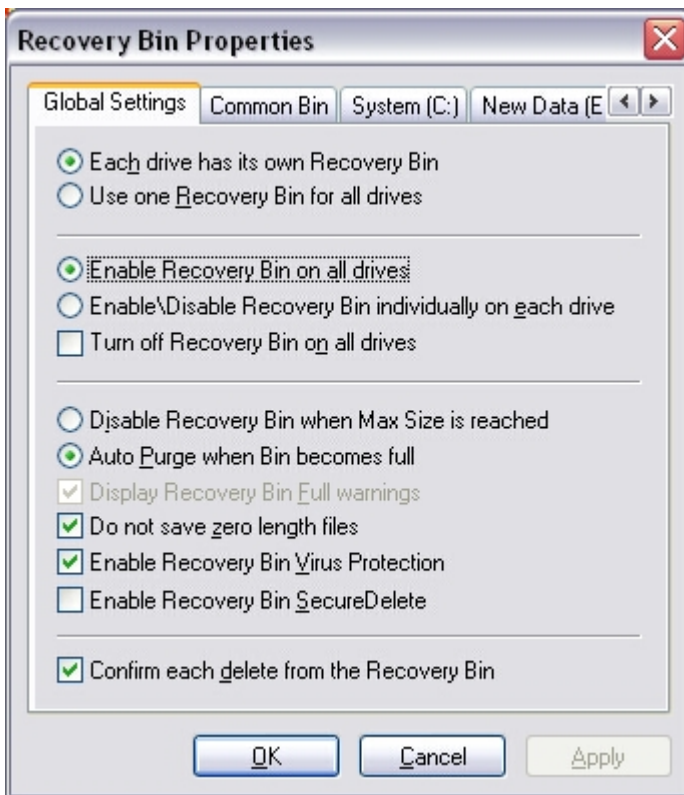 Recovery Bin Properties
Global Settings Common Bin System (C:) New Data (E
Each drive has its own Recovery Bin
Use one Recovery Bin for all drives
Enable Recovery Bin on all drives
Enable\Disable Recovery Bin individually on each drive
Turn off Recovery Bin on all drives
Disable Recovery Bin when Max Size is reached
Auto Purge when Bin becomes full
Display Recovery Bin Full warnings
Do not save zero length files
Enable Recovery Bin Virus Protection
Enable Recovery Bin SecureDelete
Confirm each delete from the Recovery Bin
OK Cancel Apply